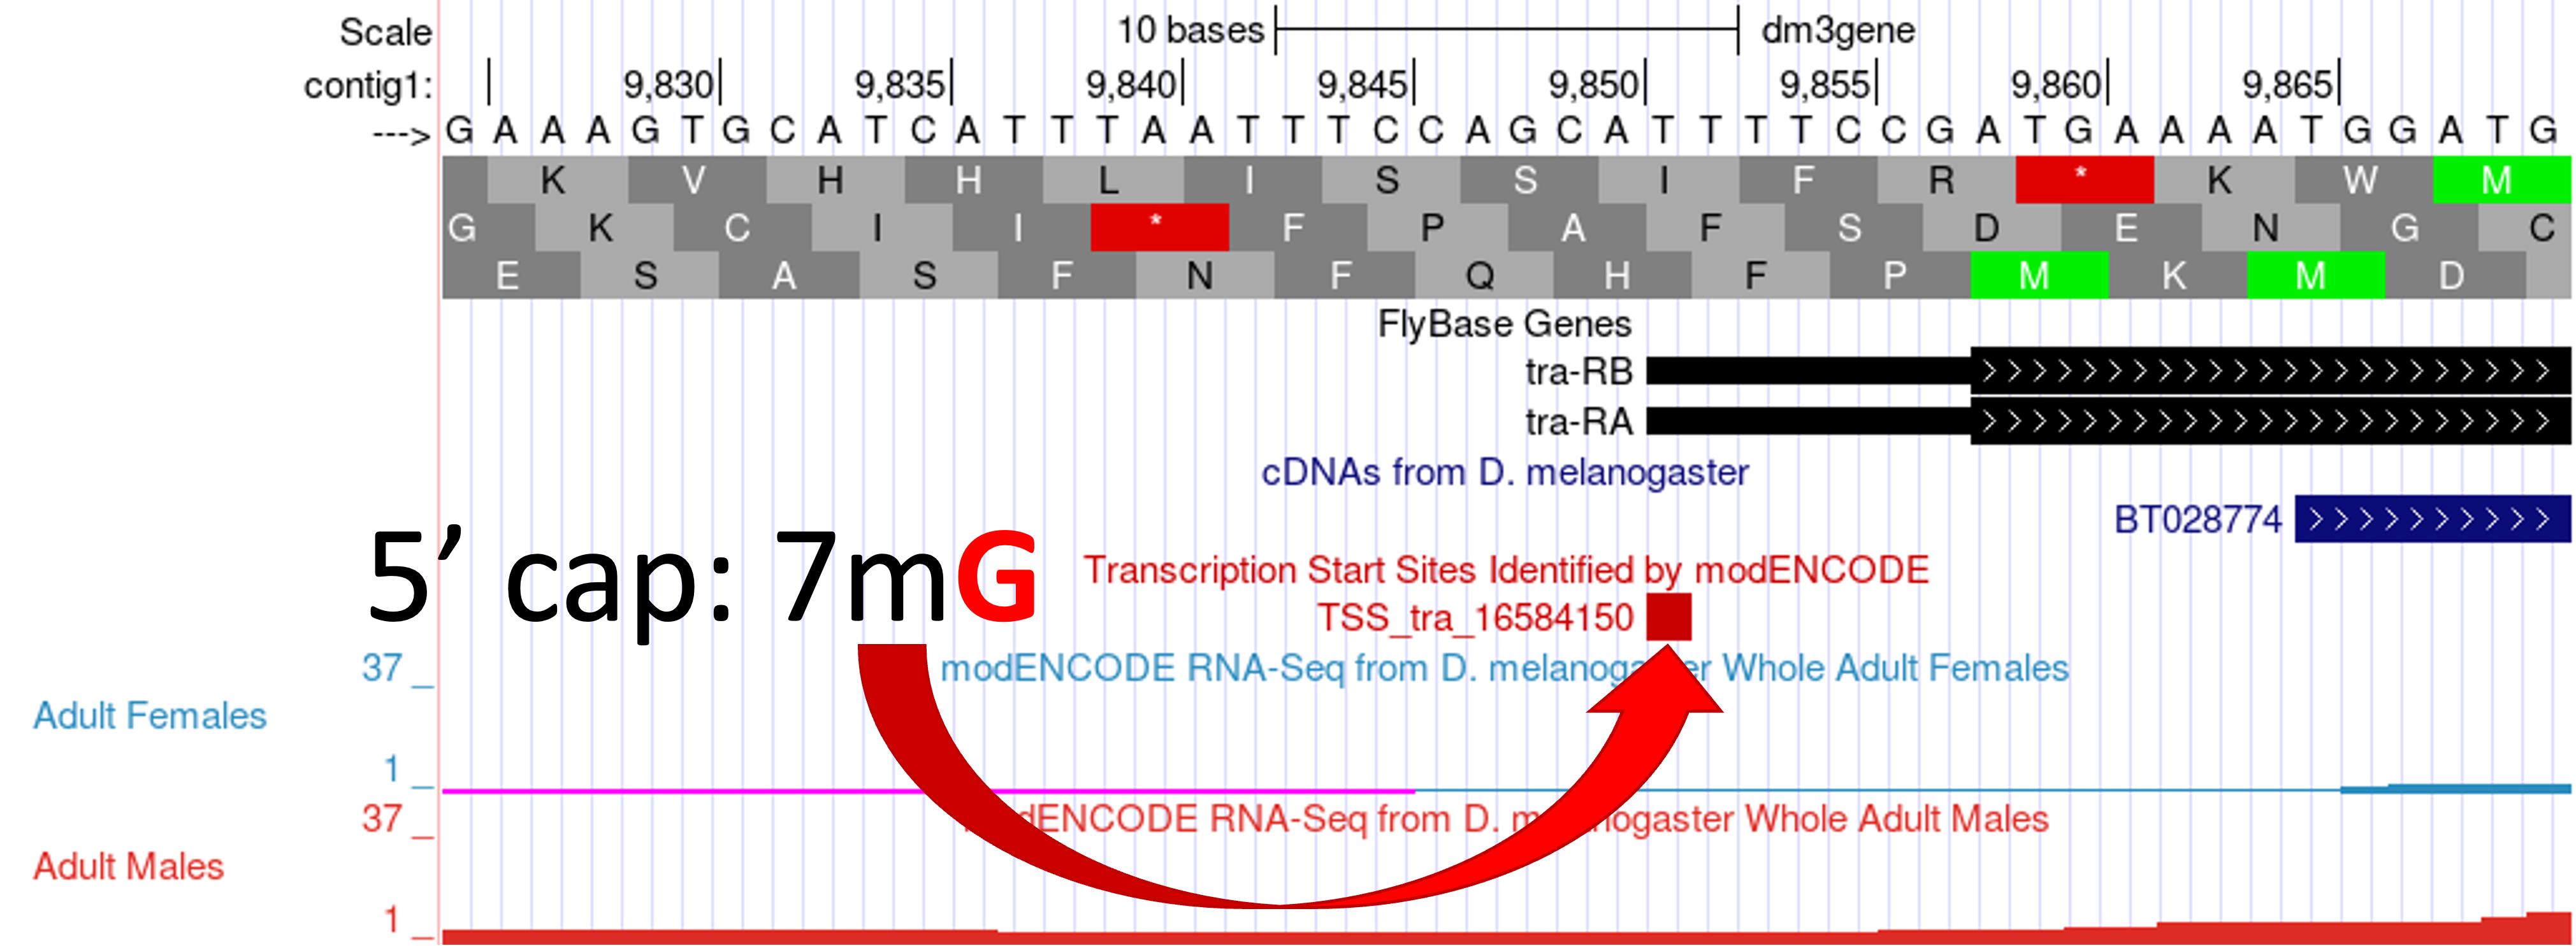 Scale 10 bases dm3gene
contig1: 9,830 9,835 9,840 9,845 9,850 9,855 9,860 9,865
---> G A A A G T G C A T C A T T T A A T T T C C A G C A T T T T C C G A T G A A A A T G G A T G
K V H H L I S S I F R * K W M
G K C I I * F P A F S D E N G C
E S A S F N F Q H F P M K M D
FlyBase Genes
tra-RB
tra-RA
cDNAs from D. melanogaster
BT028774
5’ cap: 7mG
Transcription Start Sites Identified by modENCODE
TSS_tra_16584150
37
modENCODE RNA-Seq from D. melanogaster Whole Adult Females
Adult Females
1
37
modENCODE RNA-Seq from D. melanogaster Whole Adult Males
Adult Males
1